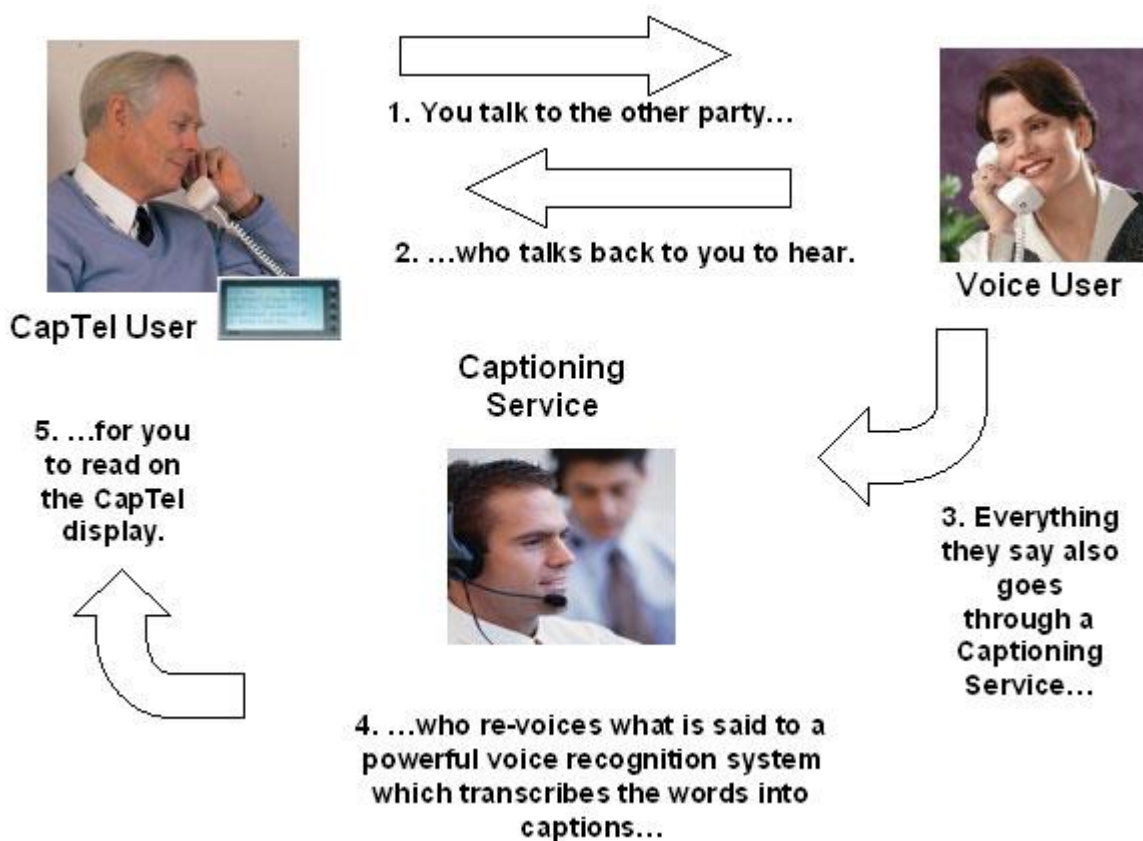 1. You talk to the other party...
2. ...who talks back to you to hear.
CapTel User
Voice User
Captioning
Service
3. Everything
they say also
goes
through a
Captioning
Service...
4. ...who re-voices what is said to a
powerful voice recognition system
which transcribes the words into
captions...
5. ...for you
to read on
the CapTel
display.